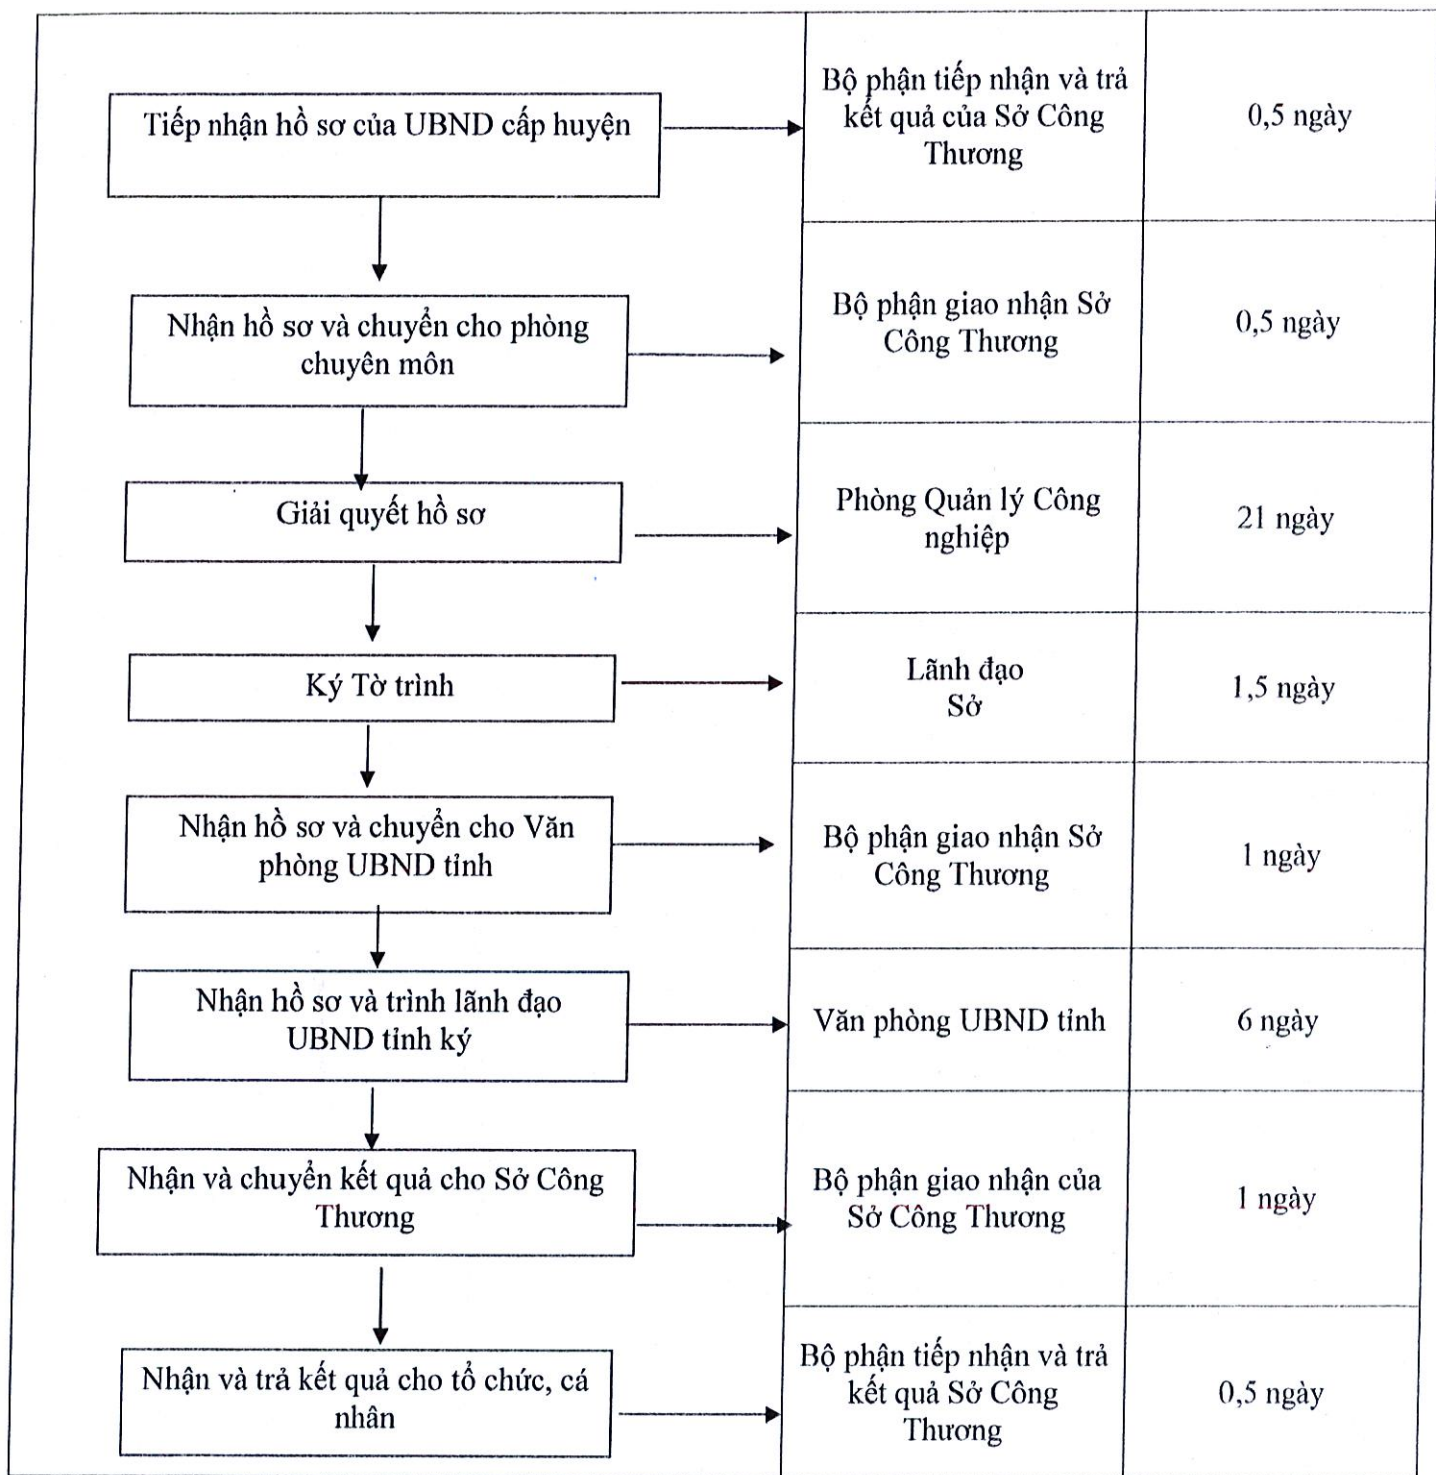 Tiếp nhận hồ sơ của UBND cấp huyện
Bộ phận tiếp nhận và trả
kết quả của Sở Công
Thương
0,5 ngày
Nhận hồ sơ và chuyển cho phòng
chuyên môn
Bộ phận giao nhận Sở
Công Thương
0,5 ngày
Giải quyết hồ sơ
Phòng Quản lý Công
nghiệp
21 ngày
Ký Tờ trình
Lãnh đạo
Sở
1,5 ngày
Nhận hồ sơ và chuyển cho Văn
phòng UBND tỉnh
Bộ phận giao nhận Sở
Công Thương
1 ngày
Nhận hồ sơ và trình lãnh đạo
UBND tỉnh ký
Văn phòng UBND tỉnh
6 ngày
Nhận và chuyển kết quả cho Sở Công
Thương
Bộ phận giao nhận của
Sở Công Thương
1 ngày
Nhận và trả kết quả cho tổ chức, cá
nhân
Bộ phận tiếp nhận và trả
kết quả Sở Công
Thương
0,5 ngày